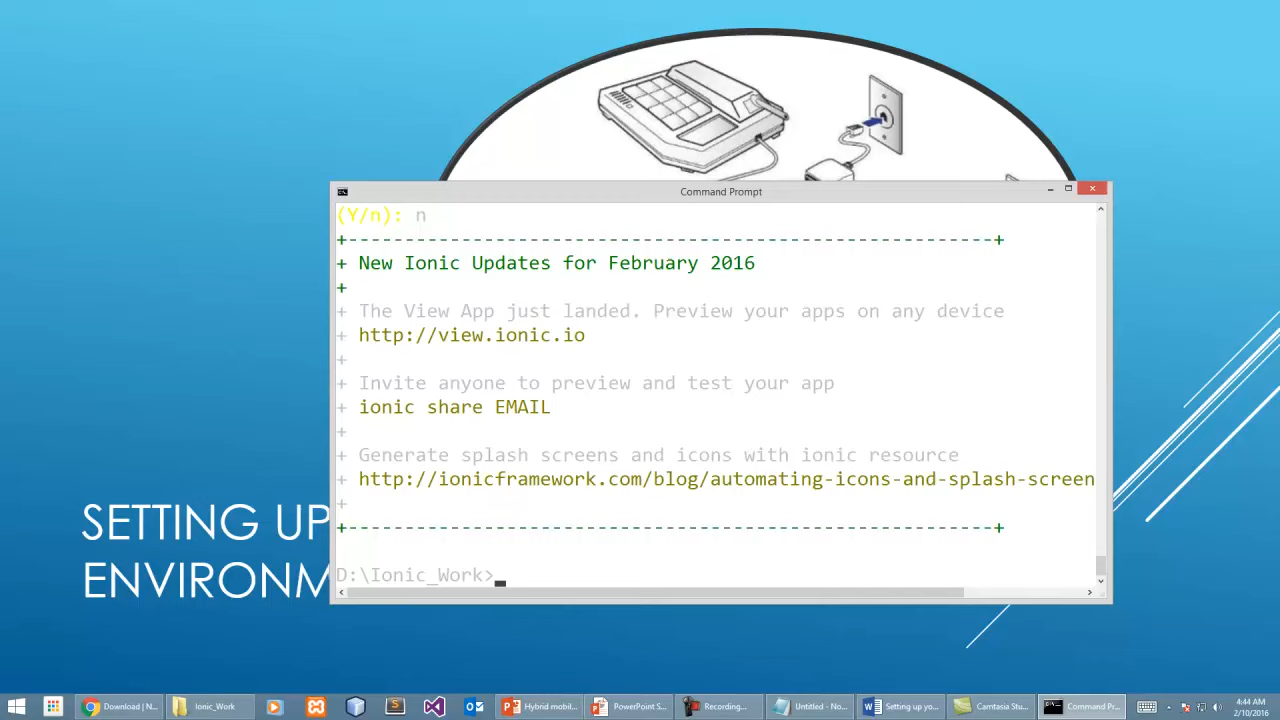 Command Prompt
(Y/n): n
+----------------------------------------------------------+
+ New Ionic Updates for February 2016
+
+ The View App just landed. Preview your apps on any device
+ http://view.ionic.io
+
+ Invite anyone to preview and test your app
+ ionic share EMAIL
+
+ Generate splash screens and icons with ionic resource
+ http://ionicframework.com/blog/automating-icons-and-splash-screen
+
+----------------------------------------------------------+
D:\Ionic_Work>
SETTING UP
ENVIRONM
Download | N...
Ionic_Work
Hybrid mobil...
PowerPoint S...
Recording...
Untitled - No...
Setting up yo...
Camtasia Stu...
Command Pr...
4:44 AM
2/10/2016